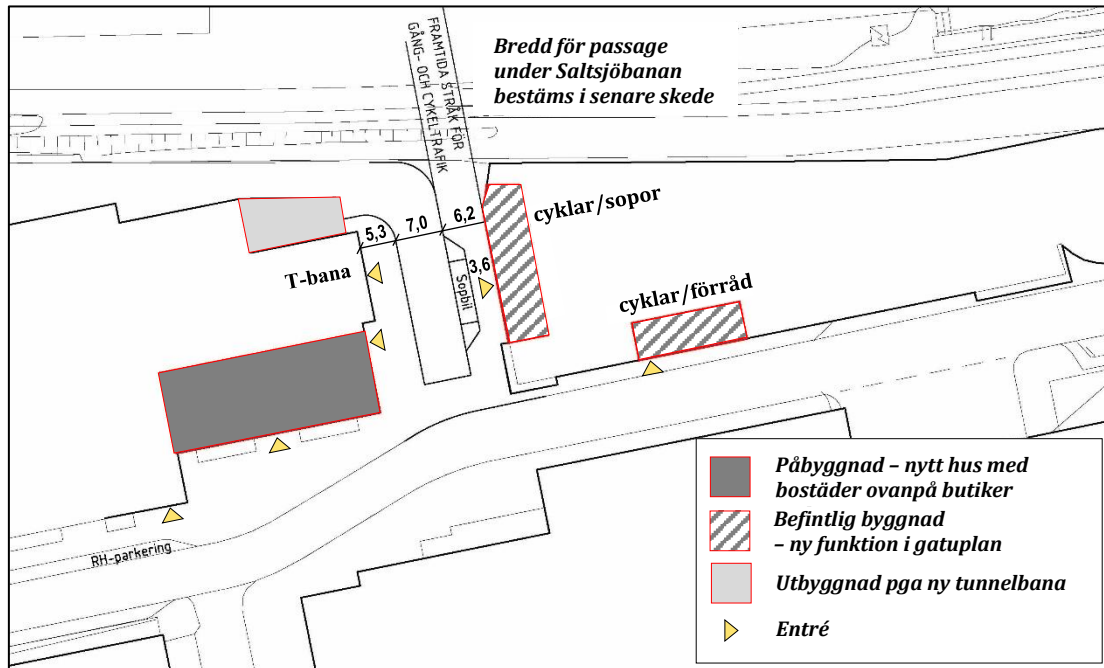 FRAMTIDA STRÅK FÖR
GÅNG- OCH CYKELTRAFIK
Bredd för passage
under Saltsjöbanan
bestäms i senare skede
cyklar/sopor
5,3
7,0
6,2
T-bana
3,6
Sopbil
cyklar/förråd
RH-parkering
Påbyggnad – nytt hus med
bostäder ovanpå butiker
Befintlig byggnad
– ny funktion i gatuplan
Utbyggnad pga ny tunnelbana
Entré